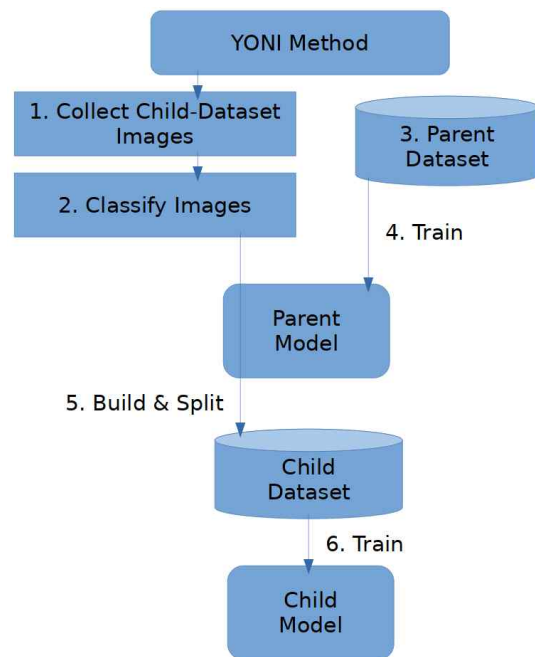 YONI Method
1. Collect Child-Dataset
Images
2. Classify Images
3. Parent
Dataset
4. Train
Parent
Model
5. Build & Split
Child
Dataset
6. Train
Child
Model